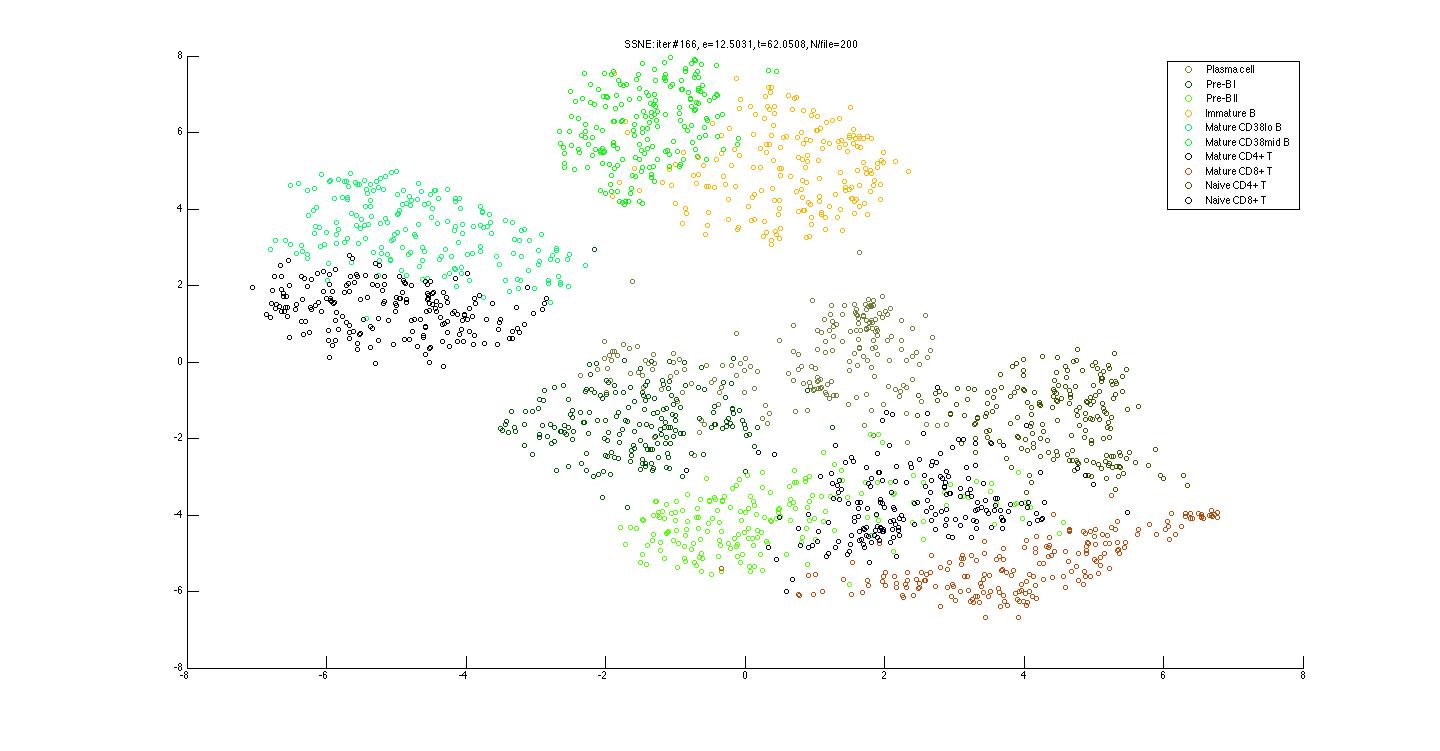 SSNE: iter#166, e=12.5031, t=62.0508, N/file=200
8
6
4
2
0
-2
-4
-6
-8
-8
-6
-4
-2
0
2
4
6
8
Plasma cell
Pre-B I
Pre-B II
Immature B
Mature CD38lo B
Mature CD38mid B
Mature CD4+ T
Mature CD8+ T
Naive CD4+ T
Naive CD8+ T